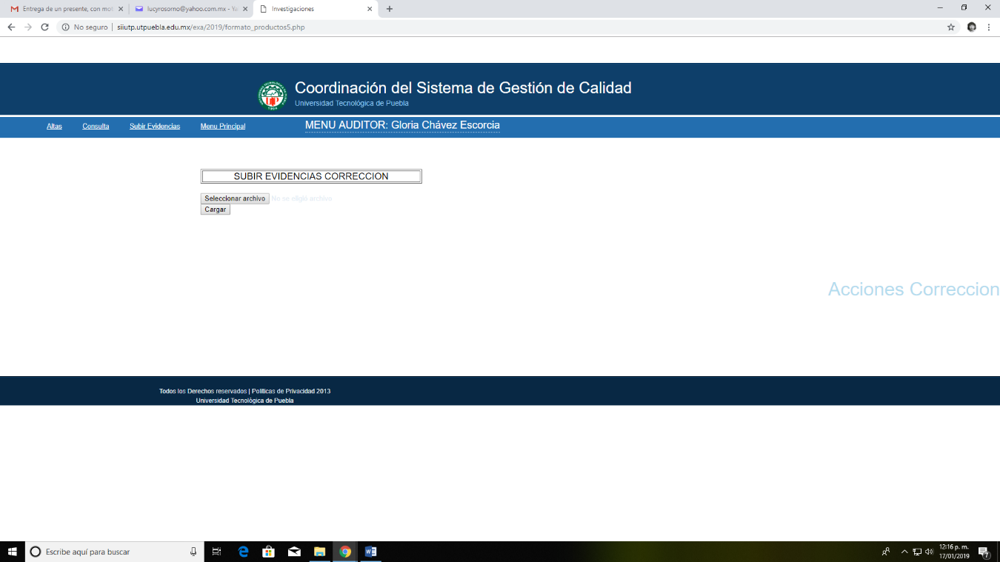 Entrega de un presente, con mot
lucyrosorno@yahoo.com.mx - Ya
Investigaciones
No seguro | siiutp.utpuebla.edu.mx/exa/2019/formato_productos5.php
Coordinación del Sistema de Gestión de Calidad
Universidad Tecnológica de Puebla
Altas Consulta Subir Evidencias Menu Principal MENU AUDITOR: Gloria Chávez Escorcia
SUBIR EVIDENCIAS CORRECCION
Seleccionar archivo No se eligió archivo
Cargar
Acciones Correccion
Todos los Derechos reservados | Políticas de Privacidad 2013
Universidad Tecnológica de Puebla
Escribe aquí para buscar
12:16 p. m.
17/01/2019
7